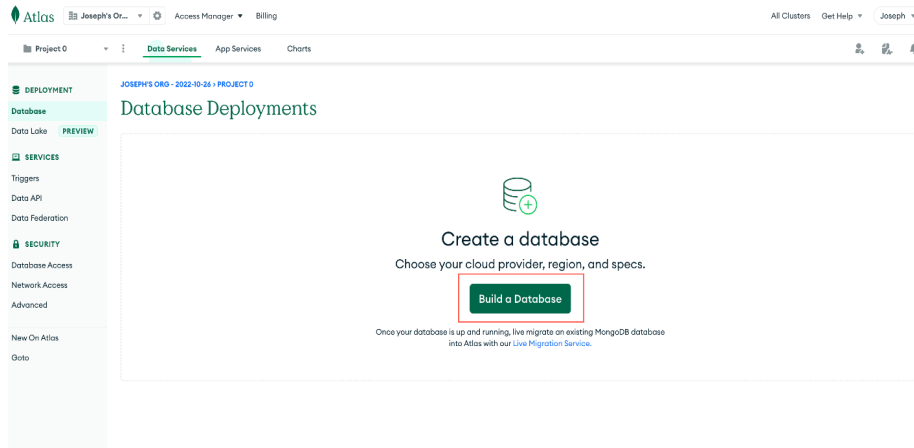 Atlas
Joseph's Or...
Access Manager
Billing
All Clusters
Get Help
Joseph
Project 0
Data Services
App Services
Charts
DEPLOYMENT
Database
Data Lake PREVIEW
SERVICES
Triggers
Data API
Data Federation
SECURITY
Database Access
Network Access
Advanced
New On Atlas
Goto
JOSEPH'S ORG - 2022-10-26 > PROJECT 0
Database Deployments
Create a database
Choose your cloud provider, region, and specs.
Build a Database
Once your database is up and running, live migrate an existing MongoDB database
into Atlas with our Live Migration Service.